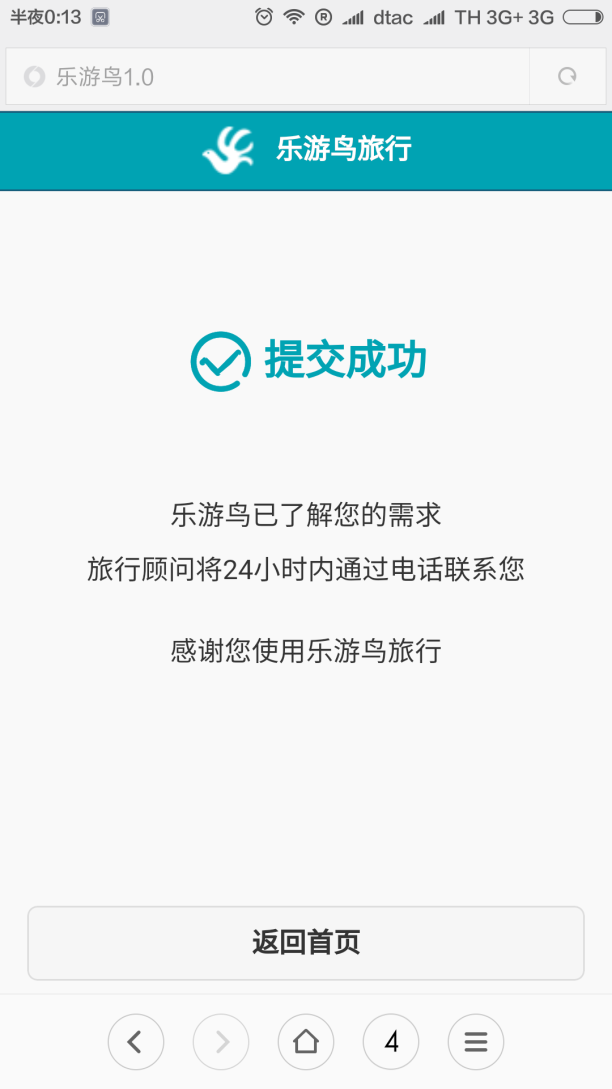 半夜0:13
dtac
TH 3G+ 3G
乐游鸟1.0
乐游鸟旅行
提交成功
乐游鸟已了解您的需求
旅行顾问将24小时内通过电话联系您
感谢您使用乐游鸟旅行
返回首页
4